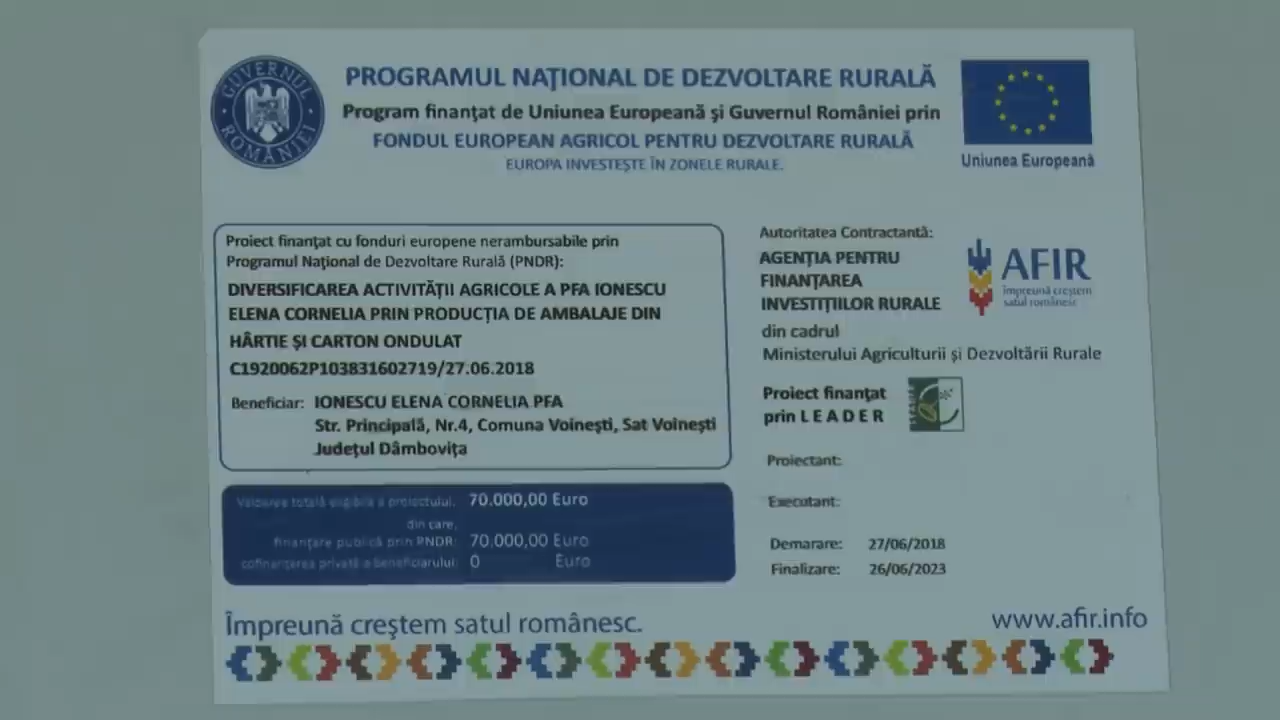 GUVERNUL ROMÂNIEI
PROGRAMUL NAŢIONAL DE DEZVOLTARE RURALĂ
Program finanţat de Uniunea Europeană şi Guvernul României prin
FONDUL EUROPEAN AGRICOL PENTRU DEZVOLTARE RURALĂ
EUROPA INVESTEŞTE ÎN ZONELE RURALE.
Uniunea Europeană
Proiect finanţat cu fonduri europene nerambursabile prin
Programul Naţional de Dezvoltare Rurală (PNDR):
DIVERSIFICAREA ACTIVITĂŢII AGRICOLE A PFA IONESCU
ELENA CORNELIA PRIN PRODUCŢIA DE AMBALAJE DIN
HÂRTIE ŞI CARTON ONDULAT
C1920062P103831602719/27.06.2018
Beneficiar: IONESCU ELENA CORNELIA PFA
Str. Principală, Nr.4, Comuna Voineşti, Sat Voineşti
Judeţul Dâmboviţa
Valoarea totală eligibilă a proiectului: 70.000,00 Euro
din care,
finanţare publică prin PNDR: 70.000,00 Euro
cofinanţarea privată a beneficiarului: 0 Euro
Autoritatea Contractantă:
AGENŢIA PENTRU
FINANŢAREA
INVESTIŢIILOR RURALE
din cadrul
Ministerului Agriculturii şi Dezvoltării Rurale
AFIR
împreună creştem
satul românesc
Proiect finanţat
prin LEADER
Proiectant:
Executant:
Demarare: 27/06/2018
Finalizare: 26/06/2023
Împreună creştem satul românesc.
www.afir.info